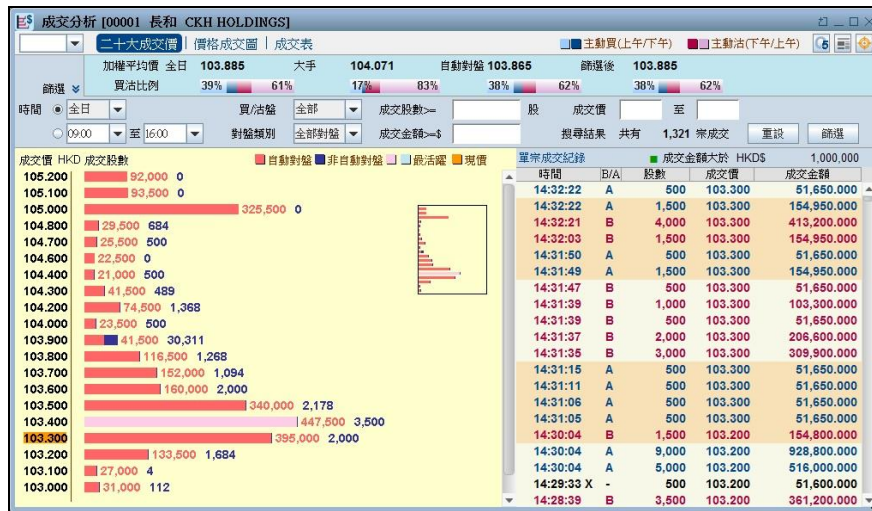 成交分析 [00001 長和 CKH HOLDINGS]
二十大成交價 | 價格成交圖 | 成交表 主動買(上午/下午) 主動沽(下午/上午)
加權平均價 全日 103.885 大手 104.071 自動對盤 103.865 篩選後 103.885
篩選 買沽比例 39% 61% 17% 83% 38% 62% 38% 62%
時間 全日 買/沽盤 全部 成交股數>= 股 成交價 至
09:00 至 16:00 對盤類別 全部對盤 成交金額>=$ 搜尋結果 共有 1,321 宗成交 重設 篩選
成交價 HKD 成交股數 自動對盤 非自動對盤 最活躍 現價
105.200 92,000 0
105.100 93,500 0
105.000 325,500 0
104.800 29,500 684
104.700 25,500 500
104.600 22,500 0
104.400 21,000 500
104.300 41,500 489
104.200 74,500 1,368
104.000 23,500 500
103.900 41,500 30,311
103.800 116,500 1,268
103.700 152,000 1,094
103.600 160,000 2,000
103.500 340,000 2,178
103.400 447,500 3,500
103.300 395,000 2,000
103.200 133,500 1,684
103.100 27,000 4
103.000 31,000 112
單宗成交紀錄 成交金額大於 HKD$ 1,000,000
時間 B/A 股數 成交價 成交金額
14:32:22 A 500 103.300 51,650.000
14:32:22 A 1,500 103.300 154,950.000
14:32:21 B 4,000 103.300 413,200.000
14:32:03 B 1,500 103.300 154,950.000
14:31:50 A 500 103.300 51,650.000
14:31:49 A 1,500 103.300 154,950.000
14:31:47 B 500 103.300 51,650.000
14:31:39 B 1,000 103.300 103,300.000
14:31:39 B 500 103.300 51,650.000
14:31:37 B 2,000 103.300 206,600.000
14:31:35 B 3,000 103.300 309,900.000
14:31:15 A 500 103.300 51,650.000
14:31:11 A 500 103.300 51,650.000
14:31:06 A 500 103.300 51,650.000
14:31:05 A 500 103.300 51,650.000
14:30:04 B 1,500 103.200 154,800.000
14:30:04 A 9,000 103.200 928,800.000
14:30:04 A 5,000 103.200 516,000.000
14:29:33 X - 500 103.200 51,600.000
14:28:39 B 3,500 103.200 361,200.000